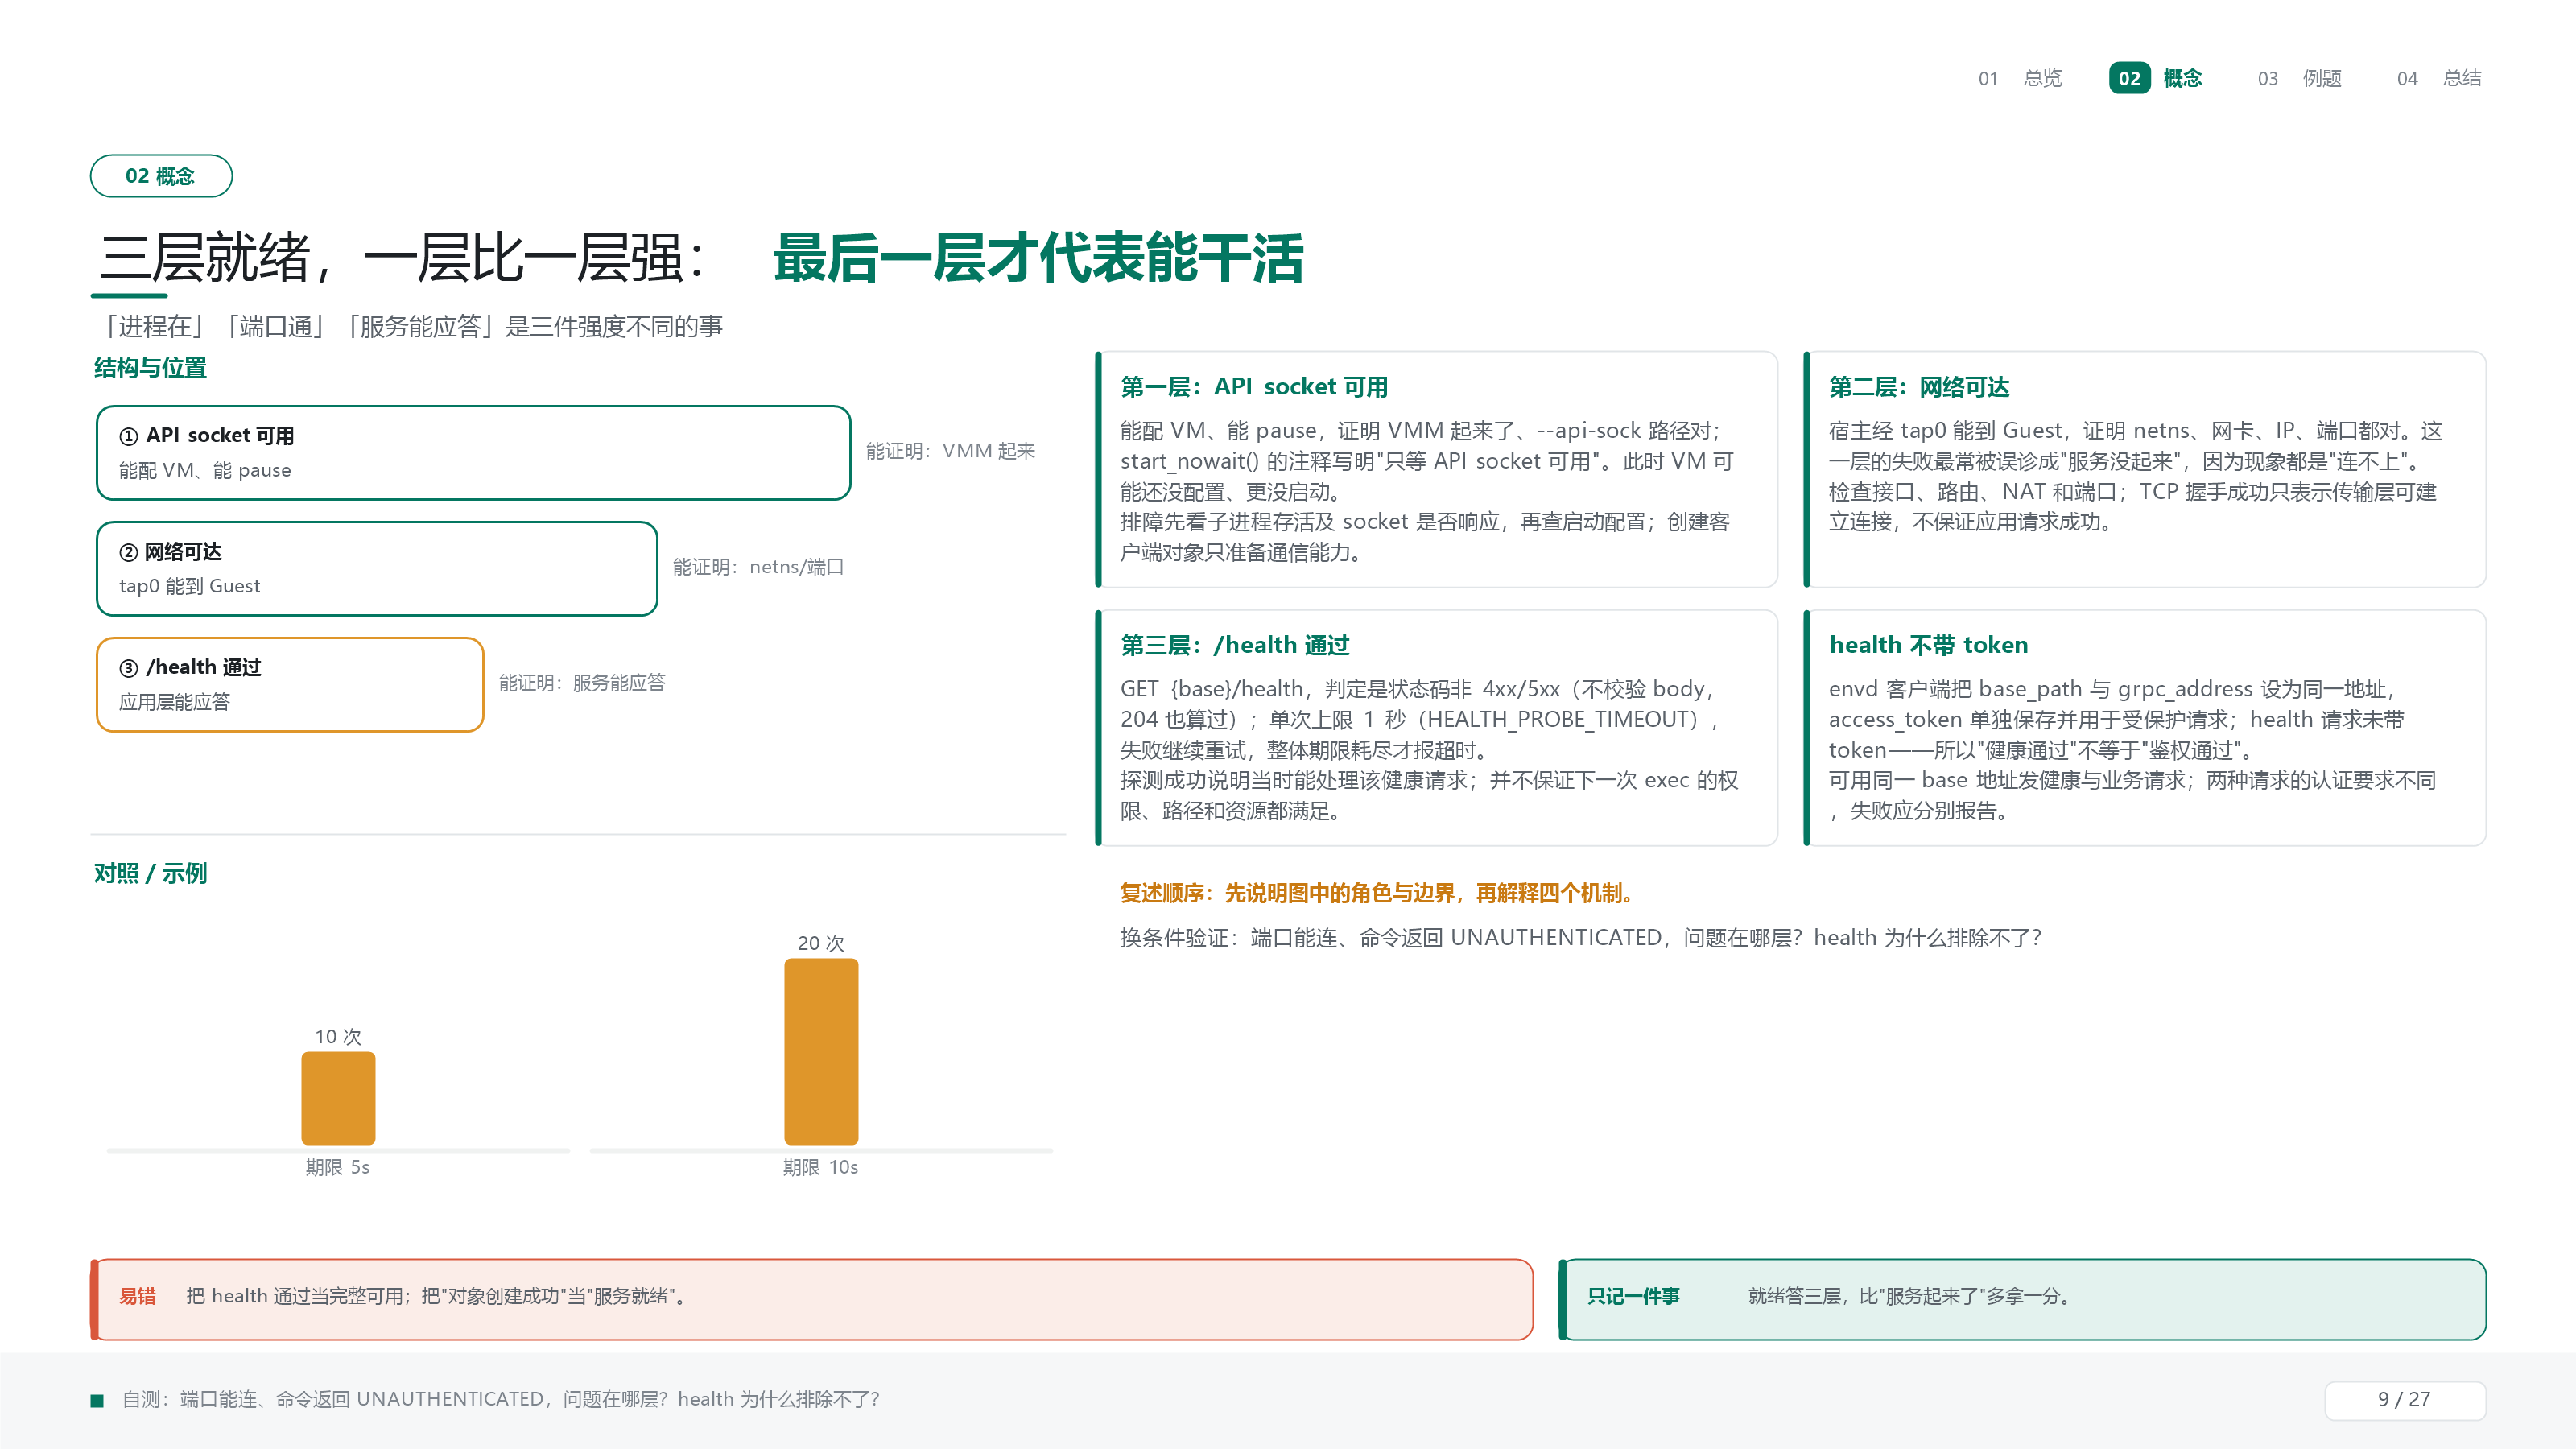 01 总览 02 概念 03 例题 04 总结
02 概念
三层就绪，一层比一层强： 最后一层才代表能干活
「进程在」「端口通」「服务能应答」是三件强度不同的事
结构与位置
① API socket 可用
能配 VM、能 pause
能证明：VMM 起来
② 网络可达
tap0 能到 Guest
能证明：netns/端口
③ /health 通过
应用层能应答
能证明：服务能应答
对照 / 示例
10 次
20 次
期限 5s
期限 10s
第一层：API socket 可用
能配 VM、能 pause，证明 VMM 起来了、--api-sock 路径对；
start_nowait() 的注释写明"只等 API socket 可用"。此时 VM 可
能还没配置、更没启动。
排障先看子进程存活及 socket 是否响应，再查启动配置；创建客
户端对象只准备通信能力。
第二层：网络可达
宿主经 tap0 能到 Guest，证明 netns、网卡、IP、端口都对。这
一层的失败最常被误诊成"服务没起来"，因为现象都是"连不上"。
检查接口、路由、NAT 和端口；TCP 握手成功只表示传输层可建
立连接，不保证应用请求成功。
第三层：/health 通过
GET {base}/health，判定是状态码非 4xx/5xx（不校验 body，
204 也算过）；单次上限 1 秒（HEALTH_PROBE_TIMEOUT），
失败继续重试，整体期限耗尽才报超时。
探测成功说明当时能处理该健康请求；并不保证下一次 exec 的权
限、路径和资源都满足。
health 不带 token
envd 客户端把 base_path 与 grpc_address 设为同一地址，
access_token 单独保存并用于受保护请求；health 请求未带
token——所以"健康通过"不等于"鉴权通过"。
可用同一 base 地址发健康与业务请求；两种请求的认证要求不同
，失败应分别报告。
复述顺序：先说明图中的角色与边界，再解释四个机制。
换条件验证：端口能连、命令返回 UNAUTHENTICATED，问题在哪层？health 为什么排除不了？
易错 把 health 通过当完整可用；把"对象创建成功"当"服务就绪"。
只记一件事 就绪答三层，比"服务起来了"多拿一分。
自测：端口能连、命令返回 UNAUTHENTICATED，问题在哪层？health 为什么排除不了？
9 / 27